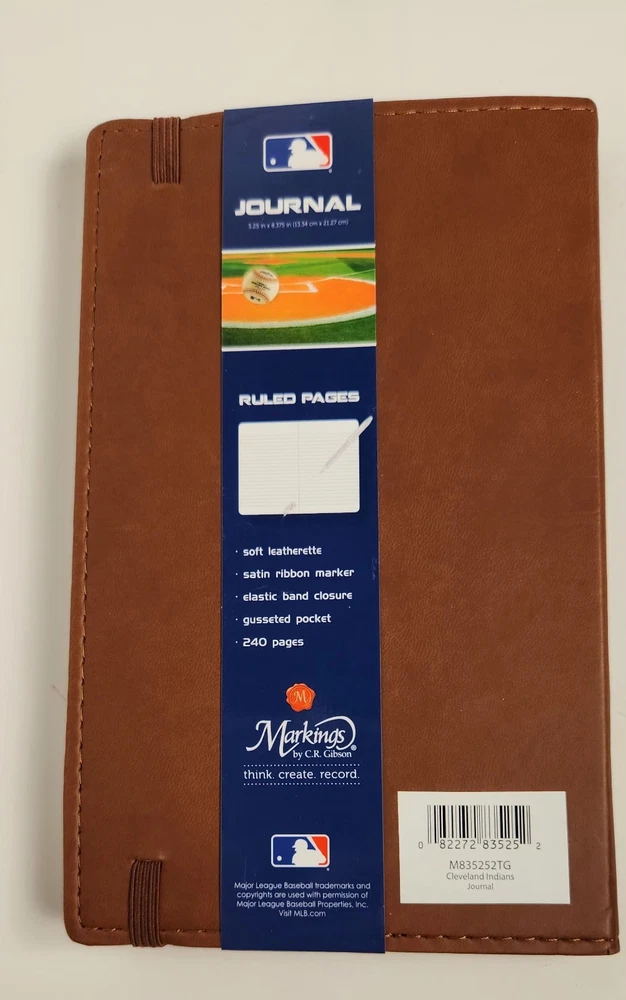 JOURNAL
5.25 in x 8.375 in (13.34 cm x 21.27 cm)
RULED PAGES
· soft leatherette
· satin ribbon marker
· elastic band closure
· gusseted pocket
· 240 pages
M
Markings®
by C.R. Gibson
think. create. record.
Major League Baseball trademarks and
copyrights are used with permission of
Major League Baseball Properties, Inc.
Visit MLB.com
0 82272 83525 2
M835252TG
Cleveland Indians
Journal